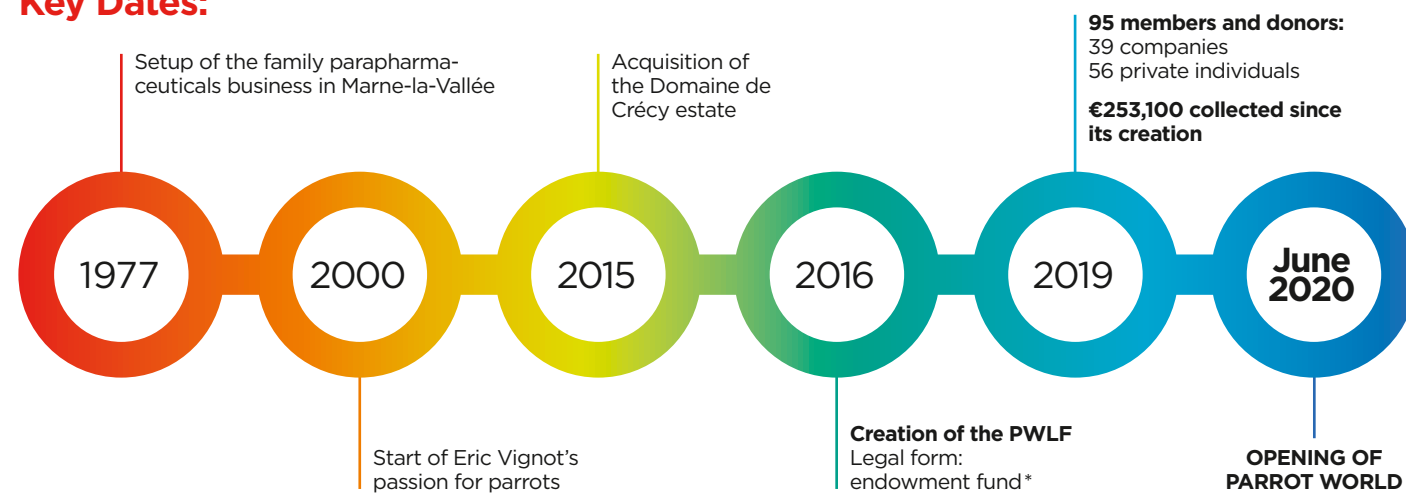 Key Dates:
Setup of the family parapharma-
ceuticals business in Marne-la-Vallée
Acquisition of
the Domaine de
Crécy estate
95 members and donors:
39 companies
56 private individuals
€253,100 collected since
its creation
1977
2000
2015
2016
2019
June
2020
Start of Eric Vignot’s
passion for parrots
Creation of the PWLF
Legal form:
endowment fund*
OPENING OF
PARROT WORLD